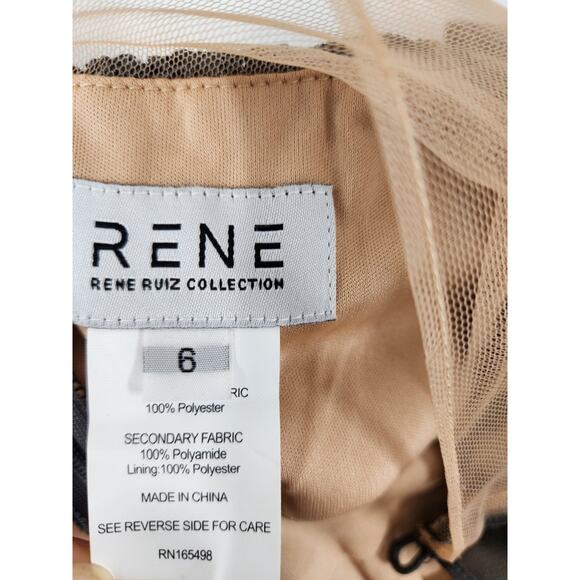 RENE
RENE RUIZ COLLECTION
6
RIC
100% Polyester
SECONDARY FABRIC
100% Polyamide
Lining:100% Polyester
MADE IN CHINA
SEE REVERSE SIDE FOR CARE
RN165498